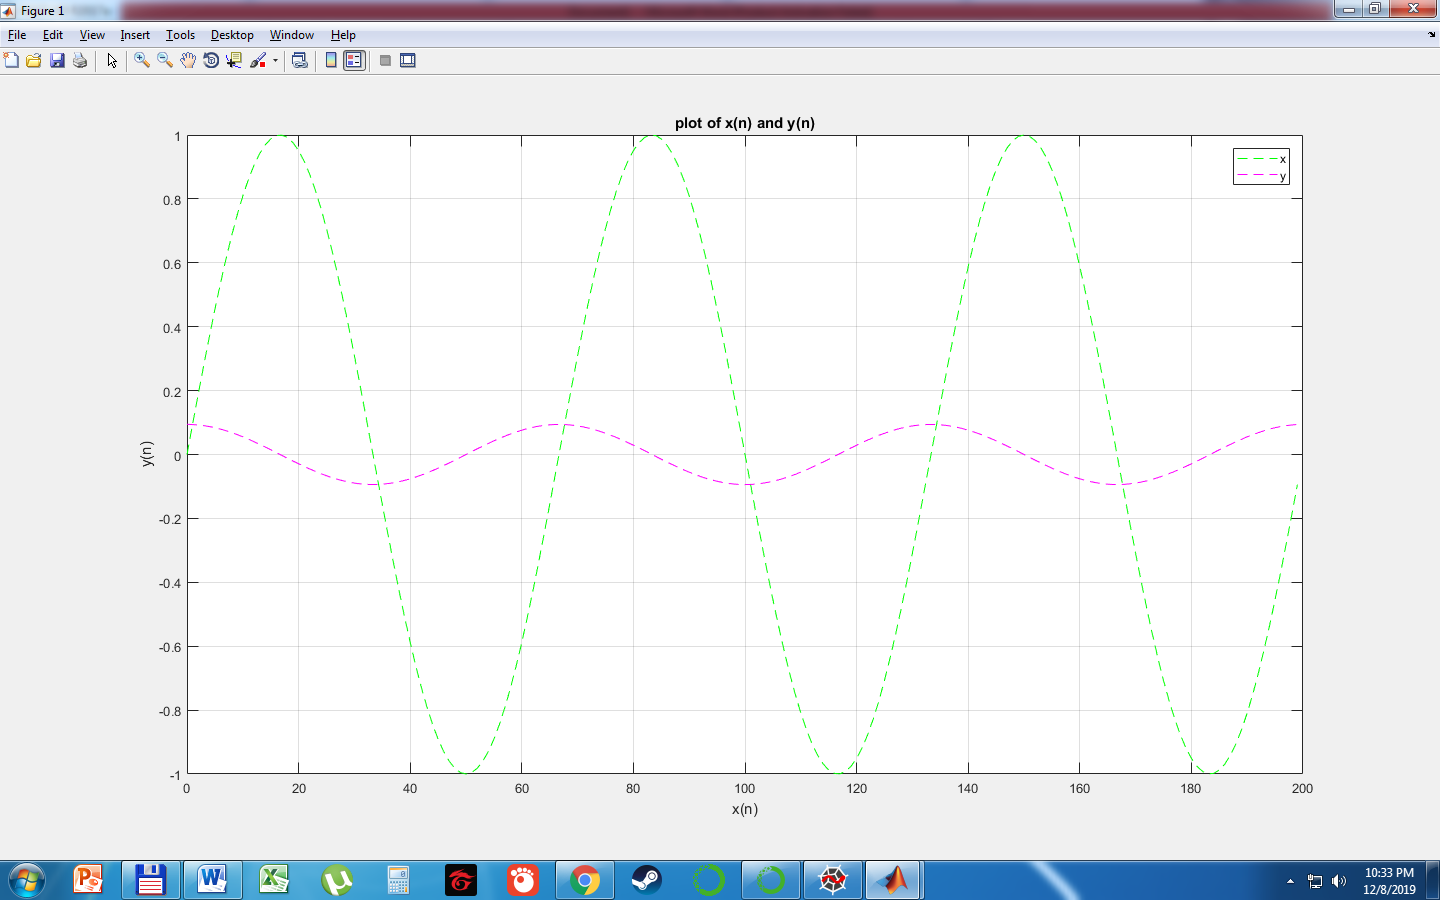 Figure 1
File Edit View Insert Tools Desktop Window Help
plot of x(n) and y(n)
x
y
1
0.8
0.6
0.4
0.2
0
-0.2
-0.4
-0.6
-0.8
-1
y(n)
0 20 40 60 80 100 120 140 160 180 200
x(n)
10:33 PM
12/8/2019